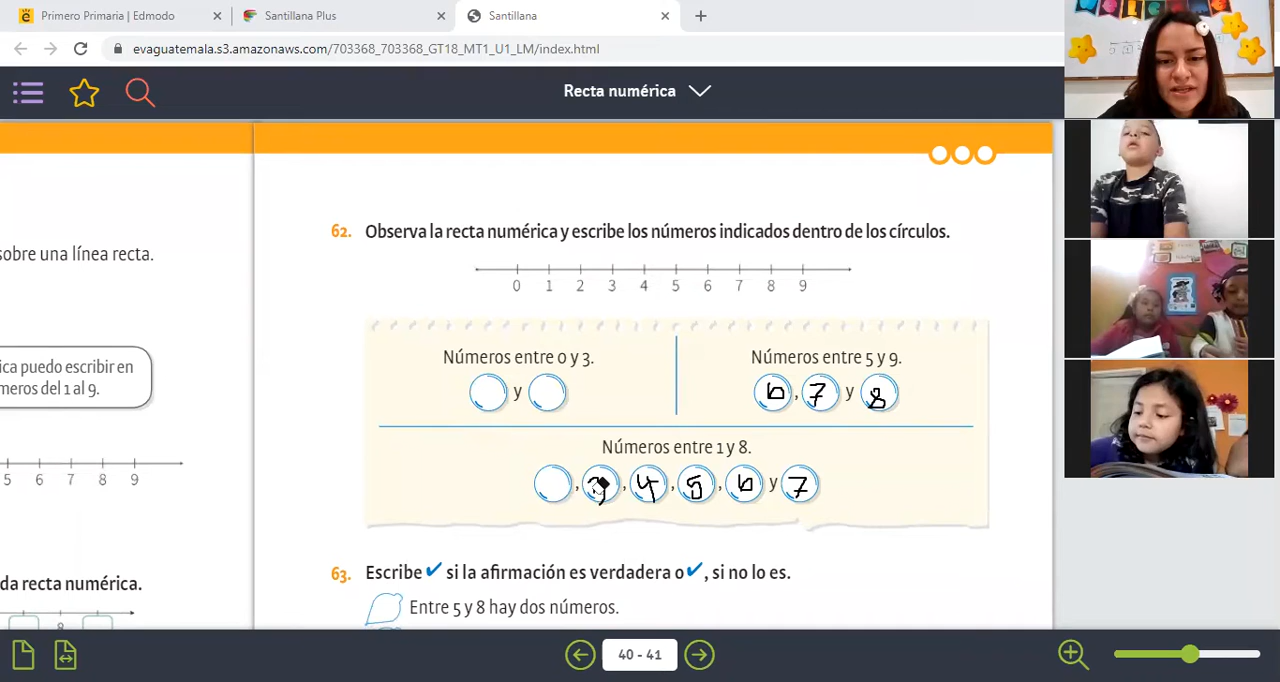 Primero Primaria | Edmodo
Santillana Plus
Santillana
evaguatemala.s3.amazonaws.com/703368_703368_GT18_MT1_U1_LM/index.html
Recta numérica
sobre una línea recta.
ica puedo escribir en
meros del 1 al 9.
5 6 7 8 9
da recta numérica.
8
62. Observa la recta numérica y escribe los números indicados dentro de los círculos.
0 1 2 3 4 5 6 7 8 9
Números entre 0 y 3.
y
Números entre 5 y 9.
6, 7 y 8
Números entre 1 y 8.
, 3, 4, 5, 6 y 7
63. Escribe ✔ si la afirmación es verdadera o ✔, si no lo es.
Entre 5 y 8 hay dos números.
40 - 41